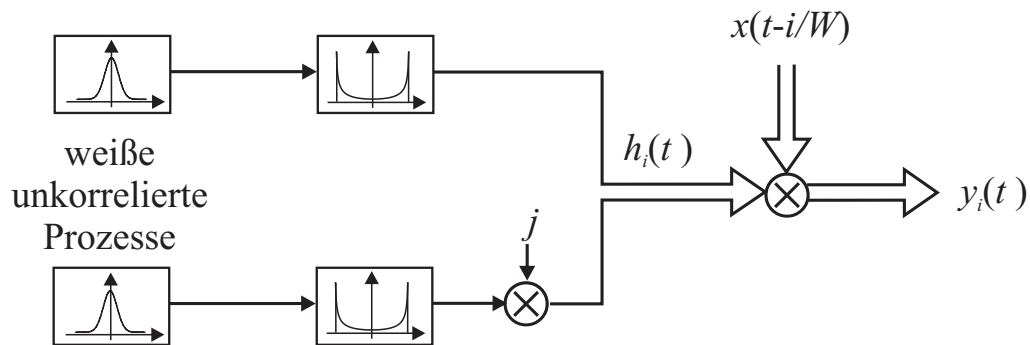 x(t-i/W)
weiße
unkorrelierte
Prozesse
h_i(t )
y_i(t )
j